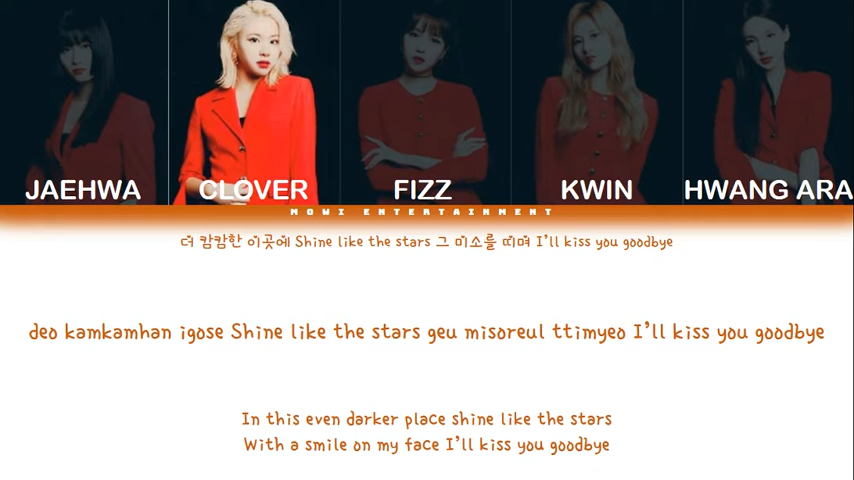 JAEHWA CLOVER FIZZ KWIN HWANG ARA
MOWI ENTERTAINMENT
더 캄캄한 이곳에 Shine like the stars 그 미소를 띠며 I'll kiss you goodbye
deo kamkamhan igose Shine like the stars geu misoreul ttimyeo I'll kiss you goodbye
In this even darker place shine like the stars
With a smile on my face I'll kiss you goodbye